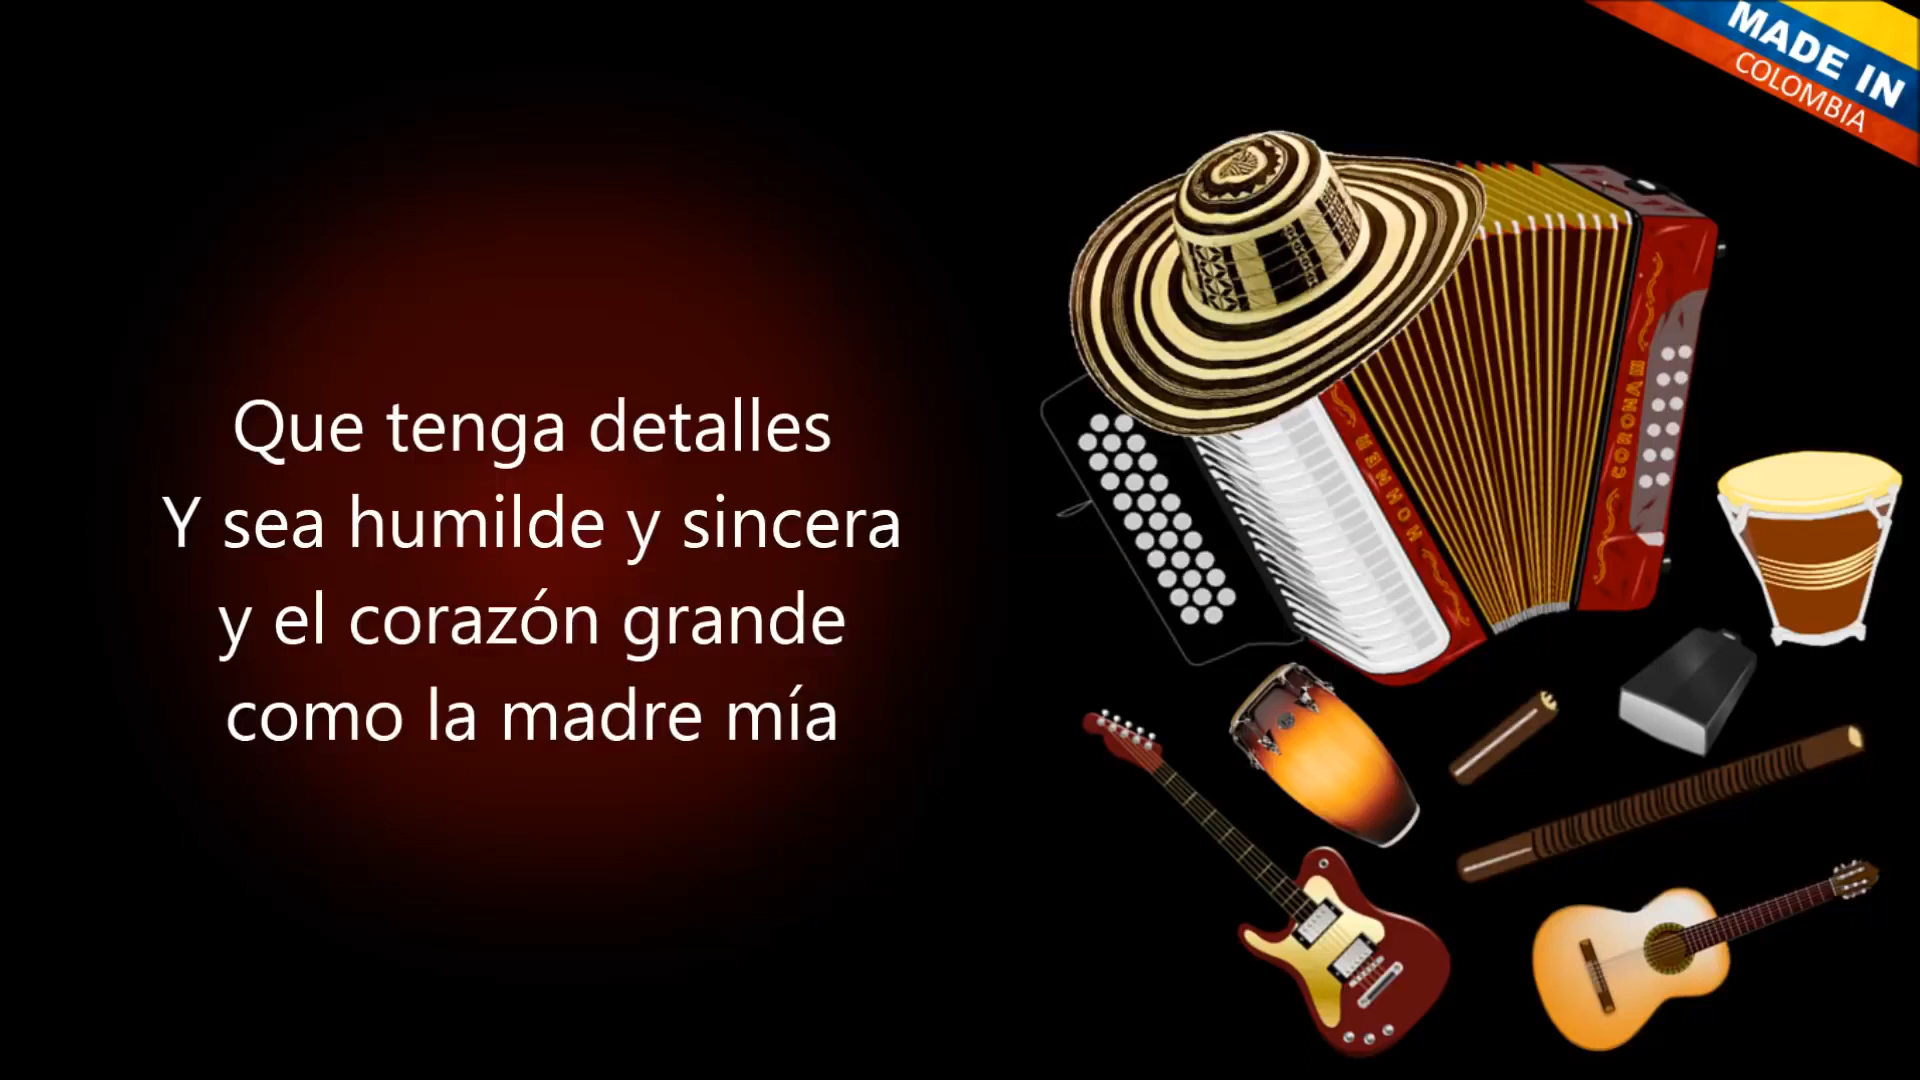 MADE IN
COLOMBIA
Que tenga detalles
Y sea humilde y sincera
y el corazón grande
como la madre mía
HOHNER
CORONA III